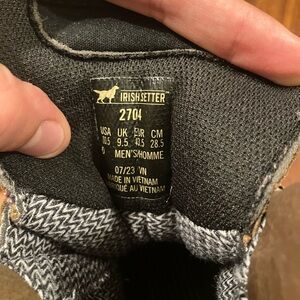 IRISH SETTER
2704
USA UK EUR CM
10.5 9.5 43.5 28.5
D MEN'S/HOMME
07/23 VN
MADE IN VIETNAM
QUÉ AU VIETNAM